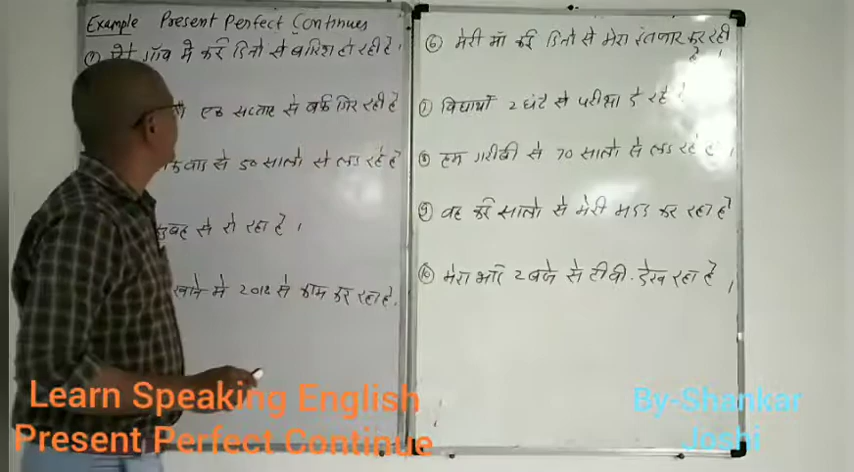 Example Present Perfect Continues
① मेरे गाँव में कई दिनो से बारिश हो रही है।
एक सप्ताह से बर्फ गिर रही है
से 50 सालो से लड रहे है
सुबह से रो रहा है।
खाने मे 2012 से काम कर रहा है.
⑥ मेरी माँ कई दिनो से मेरा इंतजार कर रही
है।
⑦ विद्यार्थी 2 घंटे से परीक्षा दे रहे है
⑧ हम गरीबी से 70 सालो से लड रहे है।
⑨ वह कई सालो से मेरी मदद कर रहा है
⑩ मेरा भाई 2 बजे से टीवी. देख रहा है।
Learn Speaking English
Present Perfect Continue
By-Shankar
Joshi